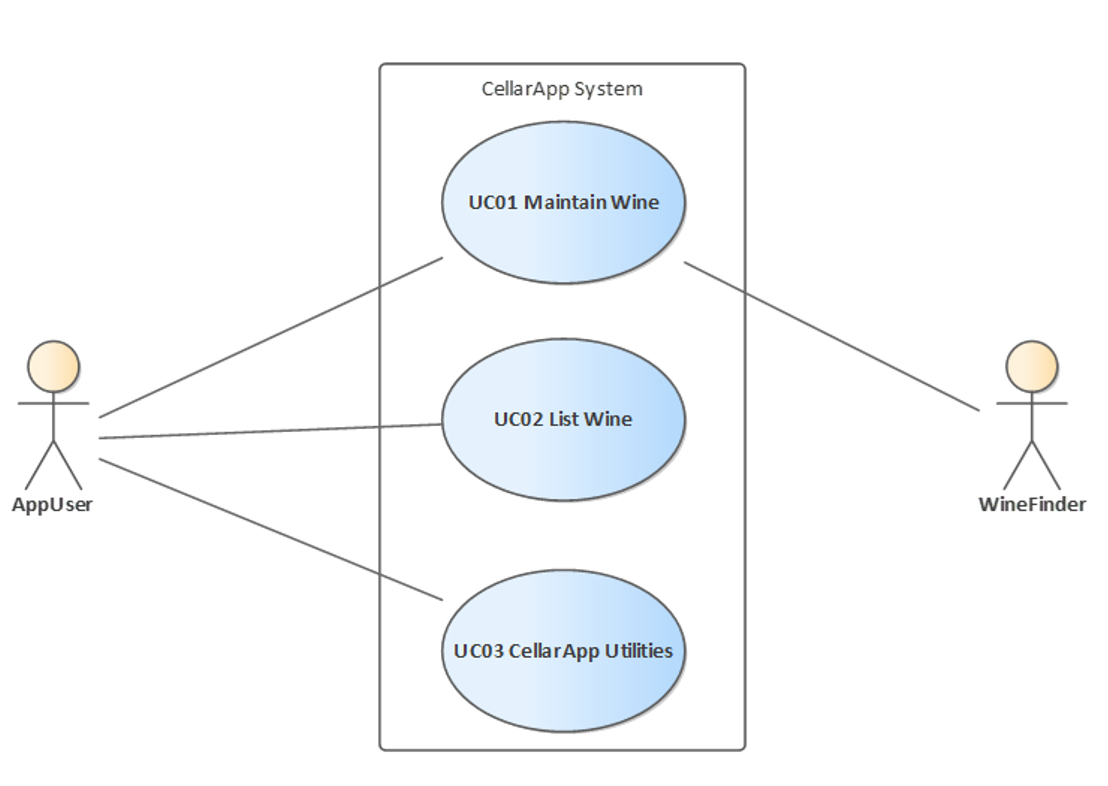 CellarApp System
UC01 Maintain Wine
UC02 List Wine
AppUser
WineFinder
UC03 CellarApp Utilities